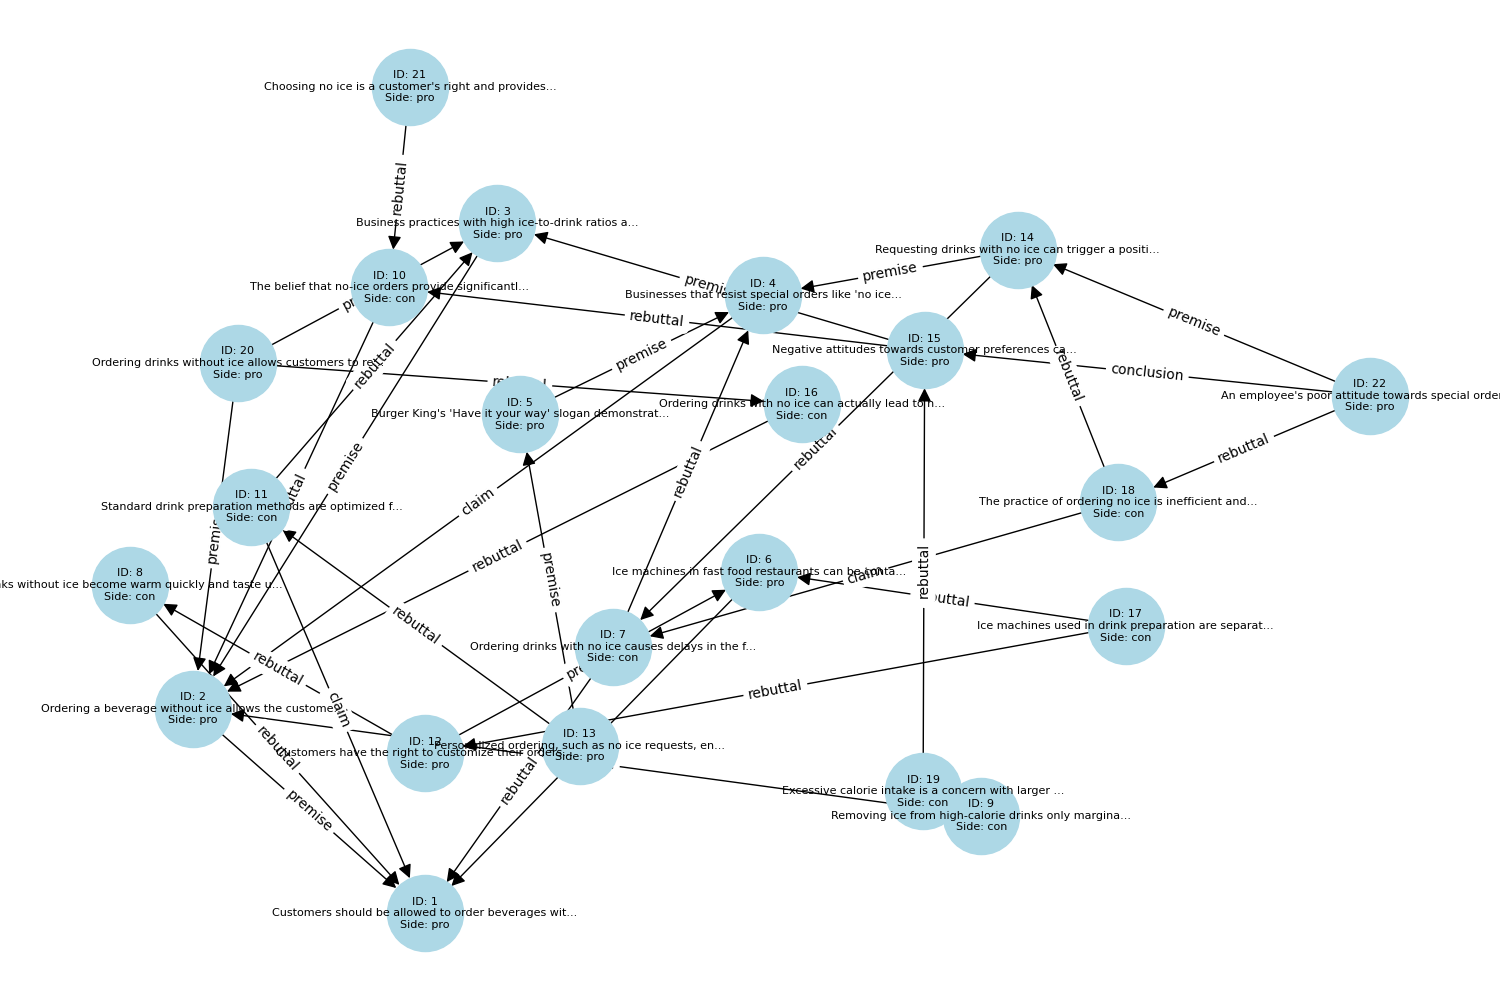 ID: 21
Choosing no ice is a customer's right and provides...
Side: pro
rebuttal
ID: 3
Business practices with high ice-to-drink ratios a...
Side: pro
ID: 14
Requesting drinks with no ice can trigger a positi...
Side: pro
premise
ID: 10
The belief that no-ice orders provide significantl...
Side: con
ID: 4
Businesses that resist special orders like 'no ice...
Side: pro
rebuttal
premise
ID: 20
Ordering drinks without ice allows customers to
Side: pro
rebuttal
premise
ID: 15
Negative attitudes towards customer preferences ca...
Side: pro
conclusion
rebuttal
ID: 22
An employee's poor attitude towards special
Side: pro
ID: 5
Burger King's 'Have it your way' slogan demonstrat...
Side: pro
ID: 16
Ordering drinks with no ice can actually lead to
Side: con
rebuttal
rebuttal
premise
rebuttal
claim
ID: 11
Standard drink preparation methods are optimized f...
Side: con
ID: 18
The practice of ordering no ice is inefficient and...
Side: con
rebuttal
premise
rebuttal
claim
ID: 8
without ice become warm quickly and taste u...
Side: con
ID: 6
Ice machines in fast food restaurants can be
Side: pro
rebuttal
ID: 7
Ordering drinks with no ice causes delays in the f...
Side: con
ID: 17
Ice machines used in drink preparation are separat...
Side: con
rebuttal
rebuttal
rebuttal
ID: 2
Ordering a beverage without ice allows the
Side: pro
claim
ID: 12
Customers have the right to customize their
Side: pro
ID: 13
ordering, such as no ice requests, en...
Side: pro
rebuttal
rebuttal
premise
ID: 19
Excessive calorie intake is a concern with larger ...
Side: con
ID: 9
Removing ice from high-calorie drinks only margina...
Side: con
ID: 1
Customers should be allowed to order beverages wit...
Side: pro